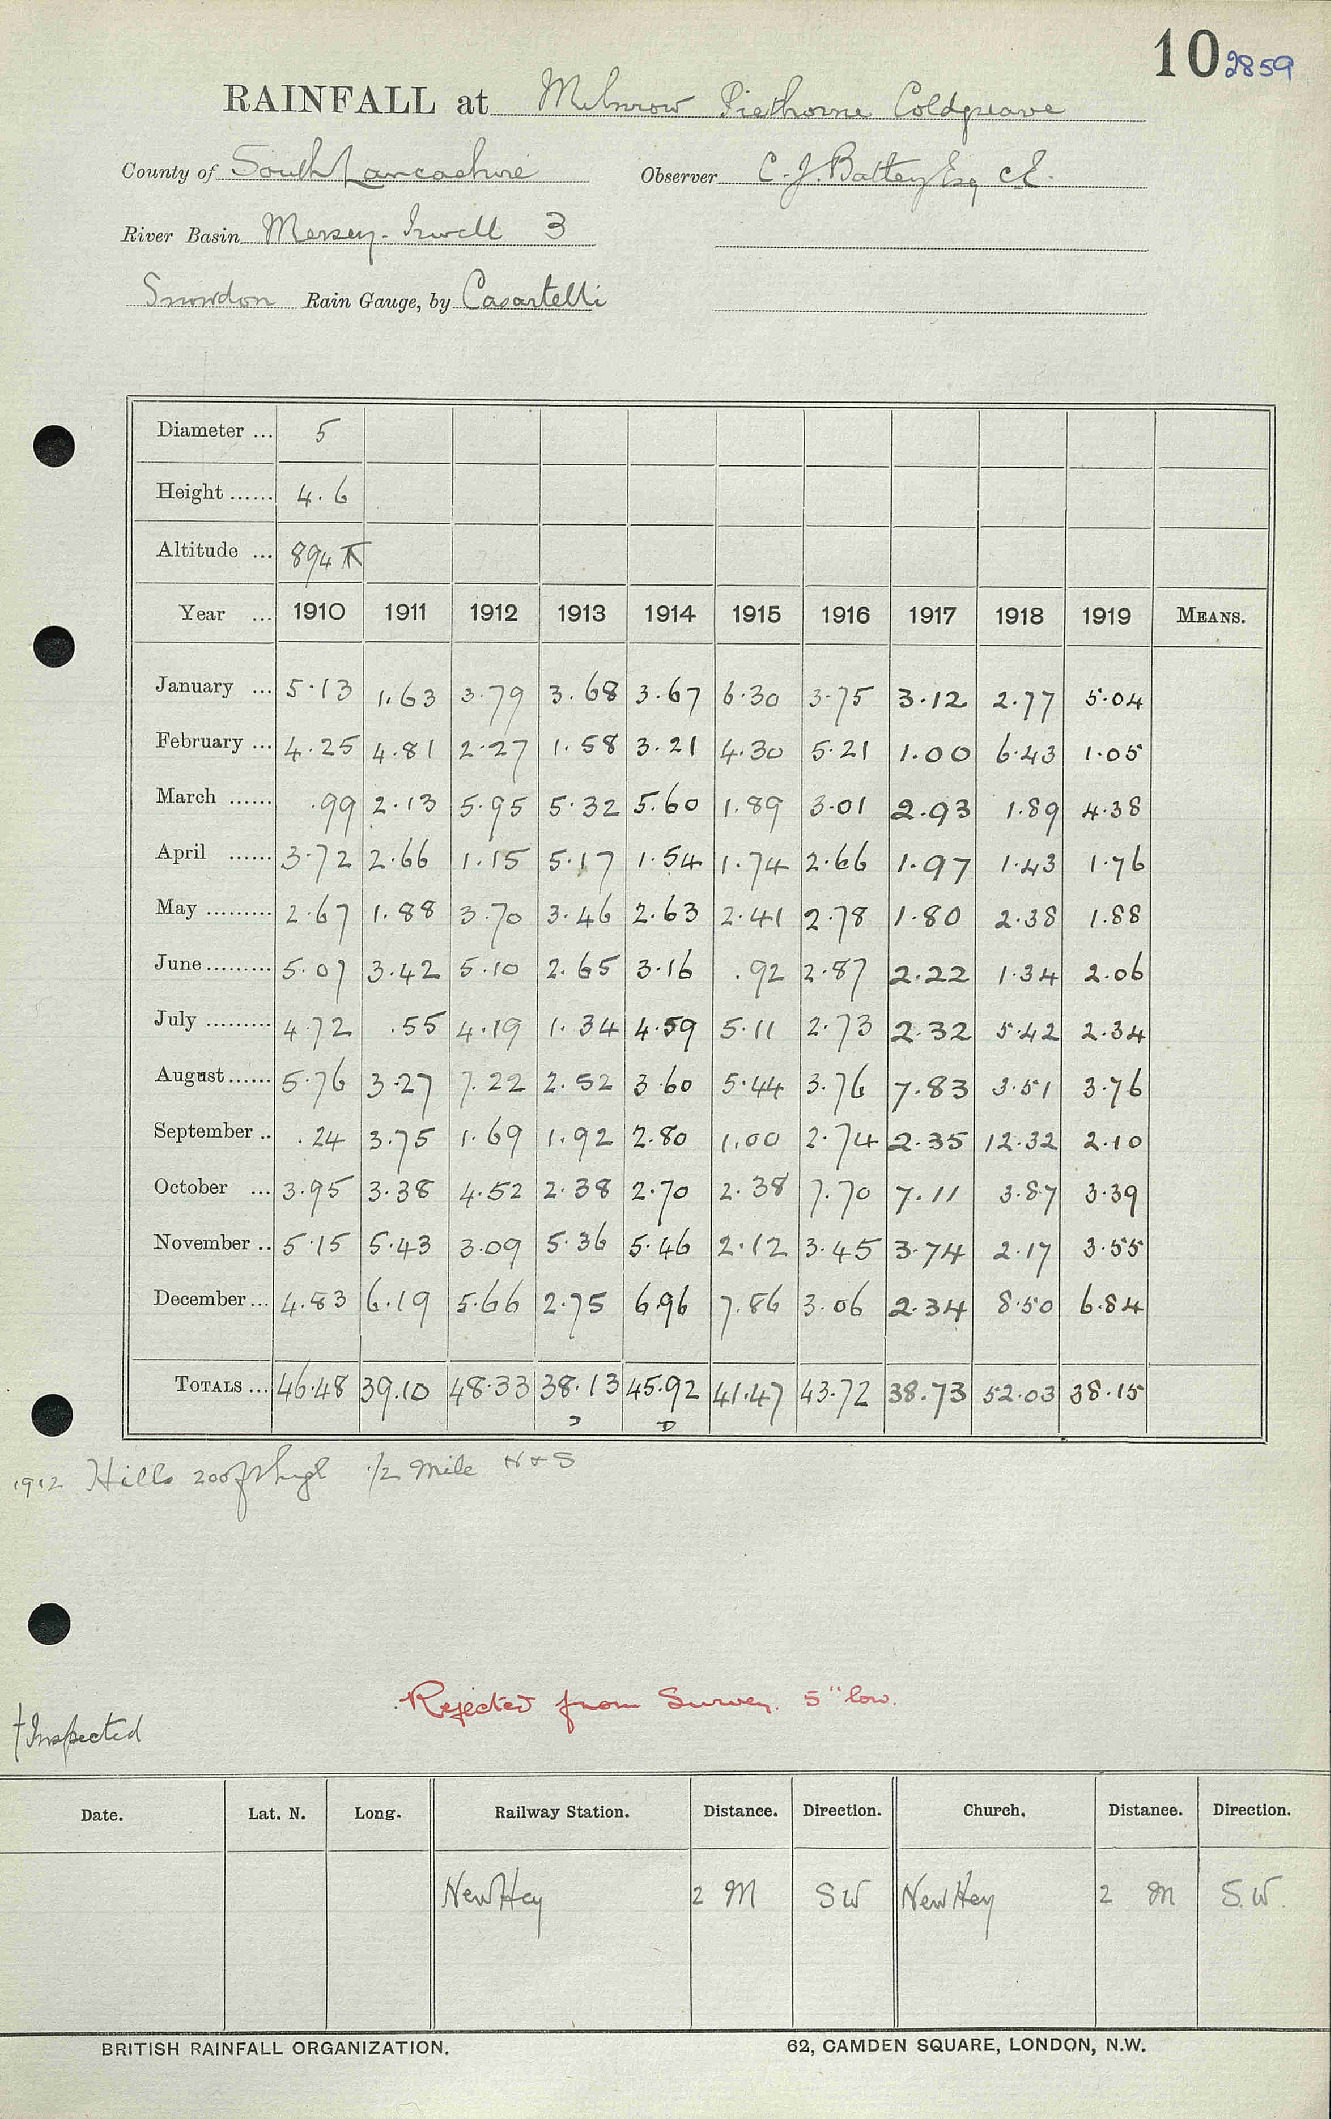 10 2859
RAINFALL at Milnrow Piethorne Coldgreave
County of South Lancashire Observer C. J. Battey Esq C.E.
River Basin Mersey-Irwell 3
Snowdon Rain Gauge, by Casartelli
Diameter ... 5
Height ...... 4.6
Altitude ... 894
Year ... 1910 1911 1912 1913 1914 1915 1916 1917 1918 1919 MEANS.
January ... 5.13 1.63 3.79 3.68 3.67 6.30 3.75 3.12 2.77 5.04
February ... 4.25 4.81 2.27 1.58 3.21 4.30 5.21 1.00 6.43 1.05
March ...... .99 2.13 5.95 5.32 5.60 1.89 3.01 2.93 1.89 4.38
April ...... 3.72 2.66 1.15 5.17 1.54 1.74 2.66 1.97 1.43 1.76
May ......... 2.67 1.88 3.70 3.46 2.63 2.41 2.78 1.80 2.38 1.88
June ......... 5.07 3.42 5.10 2.65 3.16 .92 2.87 2.22 1.34 2.06
July ......... 4.72 .55 4.19 1.34 4.59 5.11 2.73 2.32 5.42 2.34
August ...... 5.76 3.27 7.22 2.52 3.60 5.44 3.76 7.83 3.51 3.76
September .. .24 3.75 1.69 1.92 2.80 1.00 2.74 2.35 12.32 2.10
October ... 3.95 3.38 4.52 2.38 2.70 2.38 7.70 7.11 3.87 3.39
November .. 5.15 5.43 3.09 5.36 5.46 2.12 3.45 3.74 2.17 3.55
December ... 4.83 6.19 5.66 2.75 6.96 7.86 3.06 2.34 8.50 6.84
TOTALS ... 46.48 39.10 48.33 38.13 45.92 41.47 43.72 38.73 52.03 38.15
1912 Hills 200ft high 1/2 mile N & S
Rejected from Survey. 5" low.
† Inspected
Date. Lat. N. Long. Railway Station. Distance. Direction. Church. Distance. Direction.
New Hey 2 M SW New Hey 2 M S.W.
BRITISH RAINFALL ORGANIZATION. 62, CAMDEN SQUARE, LONDON, N.W.